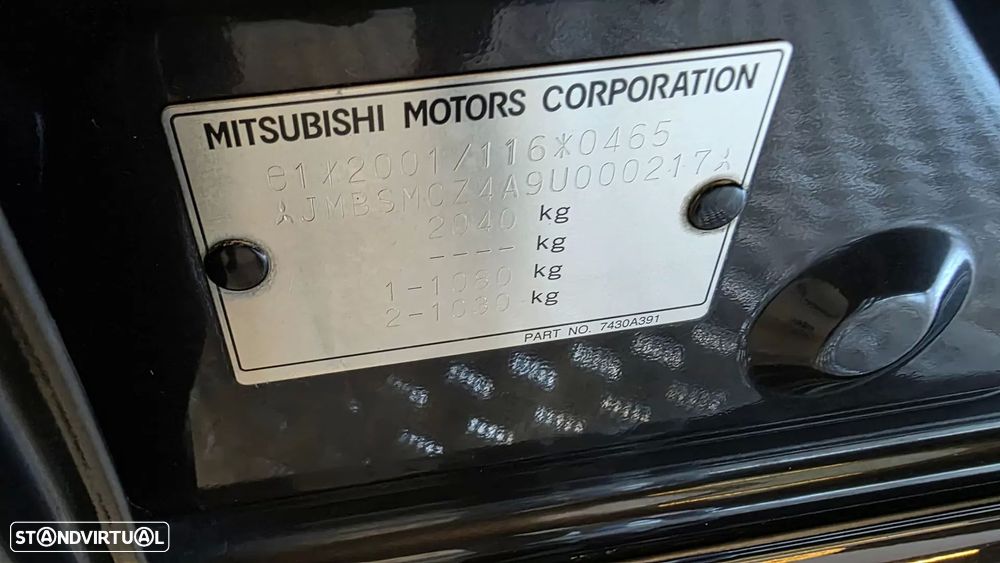 MITSUBISHI MOTORS CORPORATION
e1*2001/116*0465
JMBSMCZ4A9U000217
2040 kg
---- kg
1-1080 kg
2-1030 kg
PART NO. 7430A391
STANDVIRTUAL